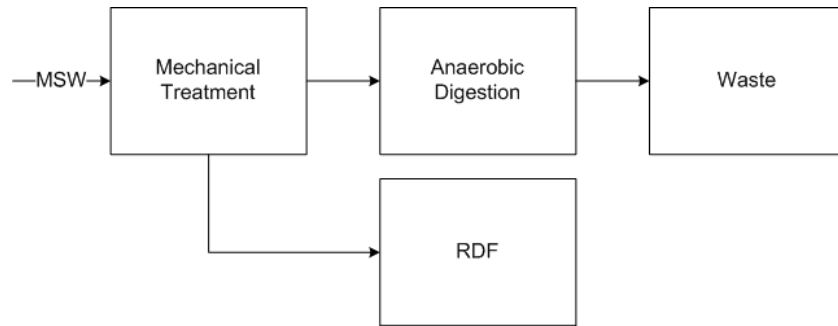 MSW
Mechanical
Treatment
Anaerobic
Digestion
Waste
RDF